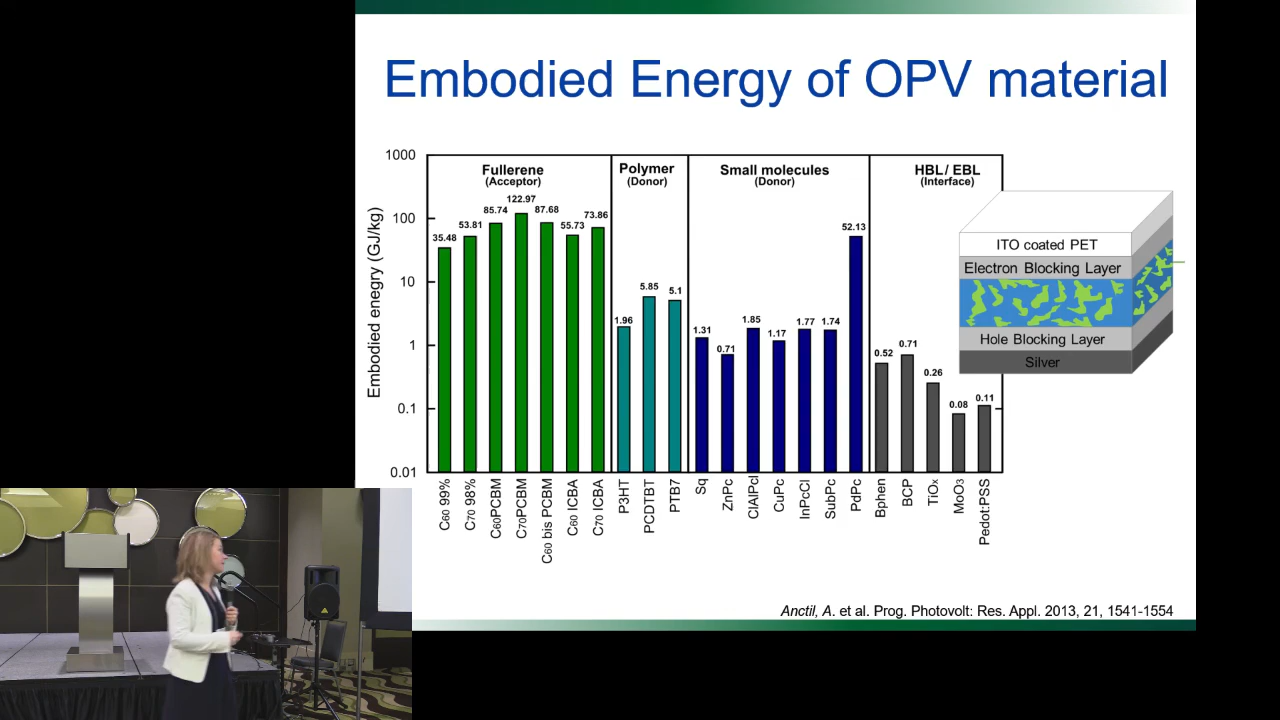 Embodied Energy of OPV material
Embodied enegry (GJ/kg)
1000
100
10
1
0.1
0.01
Fullerene
(Acceptor)
Polymer
(Donor)
Small molecules
(Donor)
HBL/ EBL
(Interface)
35.48
53.81
85.74
122.97
87.68
55.73
73.86
1.96
5.85
5.1
1.31
0.71
1.85
1.17
1.77
1.74
52.13
0.52
0.71
0.26
0.08
0.11
C60 99%
C70 98%
C60PCBM
C70PCBM
C60 bis PCBM
C60 ICBA
C70 ICBA
P3HT
PCDTBT
PTB7
Sq
ZnPc
ClAlPcl
CuPc
InPcCl
SubPc
PdPc
Bphen
BCP
TiOx
MoO3
Pedot:PSS
ITO coated PET
Electron Blocking Layer
Hole Blocking Layer
Silver
Anctil, A. et al. Prog. Photovolt: Res. Appl. 2013, 21, 1541-1554